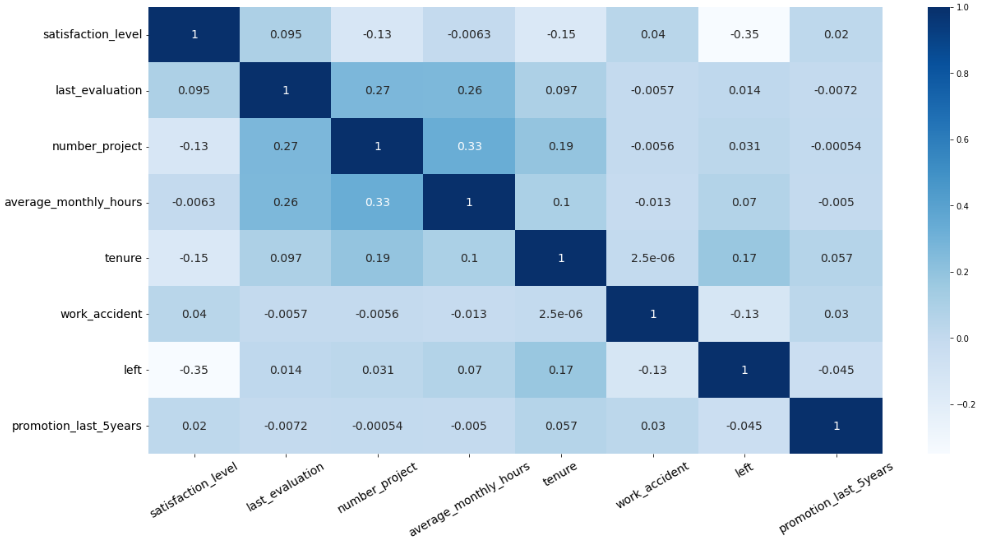 satisfaction_level 1 0.095 -0.13 -0.0063 -0.15 0.04 -0.35 0.02
last_evaluation 0.095 1 0.27 0.26 0.097 -0.0057 0.014 -0.0072
number_project -0.13 0.27 1 0.33 0.19 -0.0056 0.031 -0.00054
average_monthly_hours -0.0063 0.26 0.33 1 0.1 -0.013 0.07 -0.005
tenure -0.15 0.097 0.19 0.1 1 2.5e-06 0.17 0.057
work_accident 0.04 -0.0057 -0.0056 -0.013 2.5e-06 1 -0.13 0.03
left -0.35 0.014 0.031 0.07 0.17 -0.13 1 -0.045
promotion_last_5years 0.02 -0.0072 -0.00054 -0.005 0.057 0.03 -0.045 1
satisfaction_level
last_evaluation
number_project
average_monthly_hours
tenure
work_accident
left
promotion_last_5years
1.0
0.8
0.6
0.4
0.2
0.0
−0.2